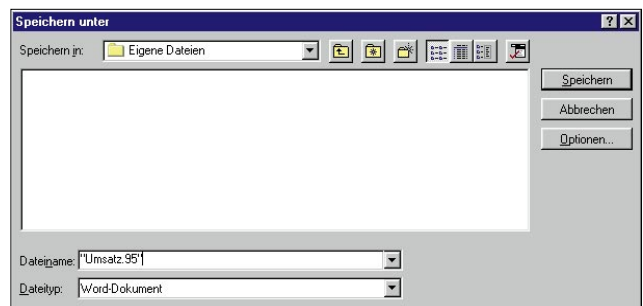 Speichern unter
Speichern in: Eigene Dateien
Speichern
Abbrechen
Optionen...
Dateiname: "Umsatz.95"
Dateityp: Word-Dokument